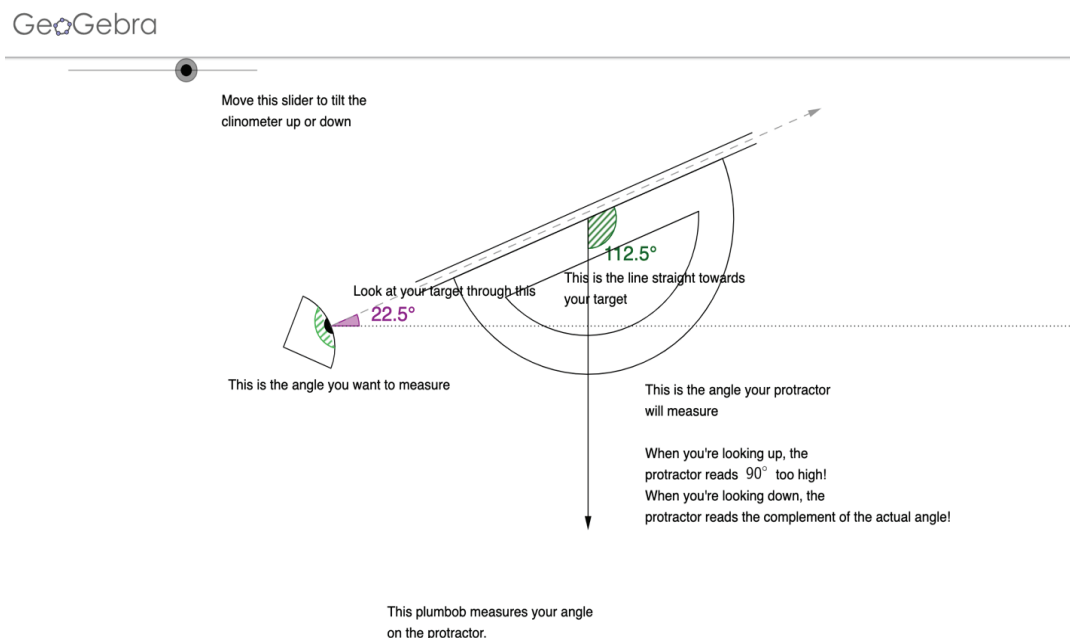 GeoGebra
Move this slider to tilt the
clinometer up or down
112.5°
This is the line straight towards
your target
Look at your target through this
22.5°
This is the angle you want to measure
This is the angle your protractor
will measure
When you're looking up, the
protractor reads 90° too high!
When you're looking down, the
protractor reads the complement of the actual angle!
This plumbob measures your angle
on the protractor.